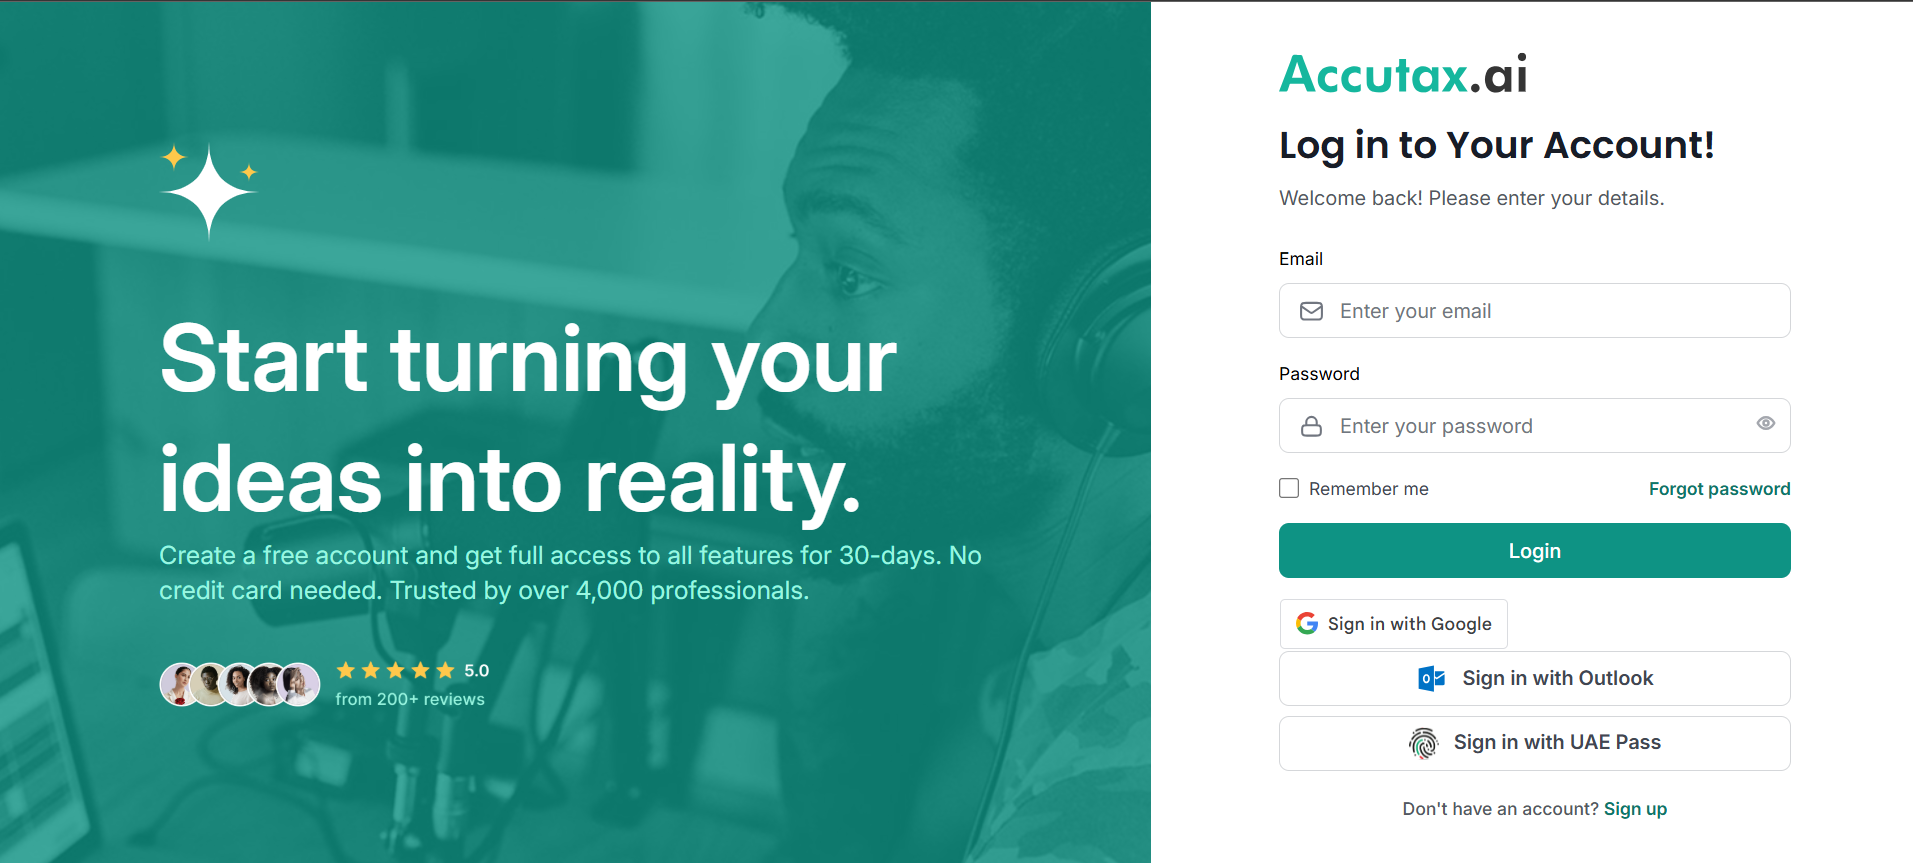 Start turning your
ideas into reality.
Create a free account and get full access to all features for 30-days. No
credit card needed. Trusted by over 4,000 professionals.
5.0
from 200+ reviews
Accutax.ai
Log in to Your Account!
Welcome back! Please enter your details.
Email
Enter your email
Password
Enter your password
Remember me
Forgot password
Login
Sign in with Google
Sign in with Outlook
Sign in with UAE Pass
Don't have an account? Sign up